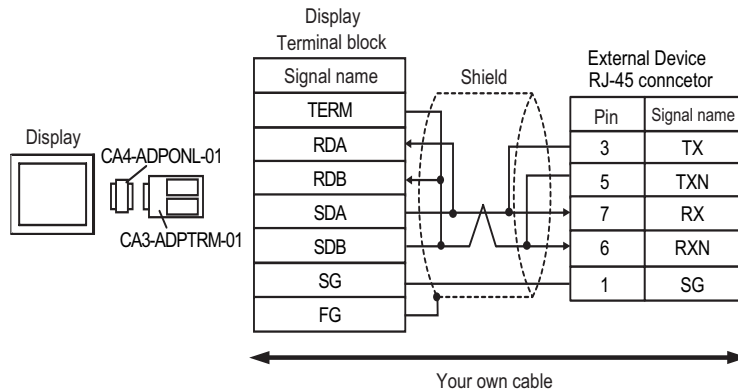 Display
Terminal block
Signal name
TERM
RDA
RDB
SDA
SDB
SG
FG
Shield
External Device
RJ-45 conncetor
Pin Signal name
3 TX
5 TXN
7 RX
6 RXN
1 SG
Display
CA4-ADPONL-01
CA3-ADPTRM-01
Your own cable